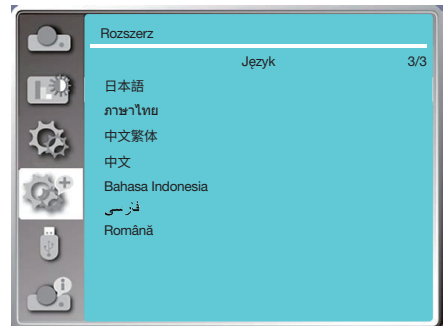 Rozszerz
Język 3/3
日本語
ภาษาไทย
中文繁体
中文
Bahasa Indonesia
فارسی
Română